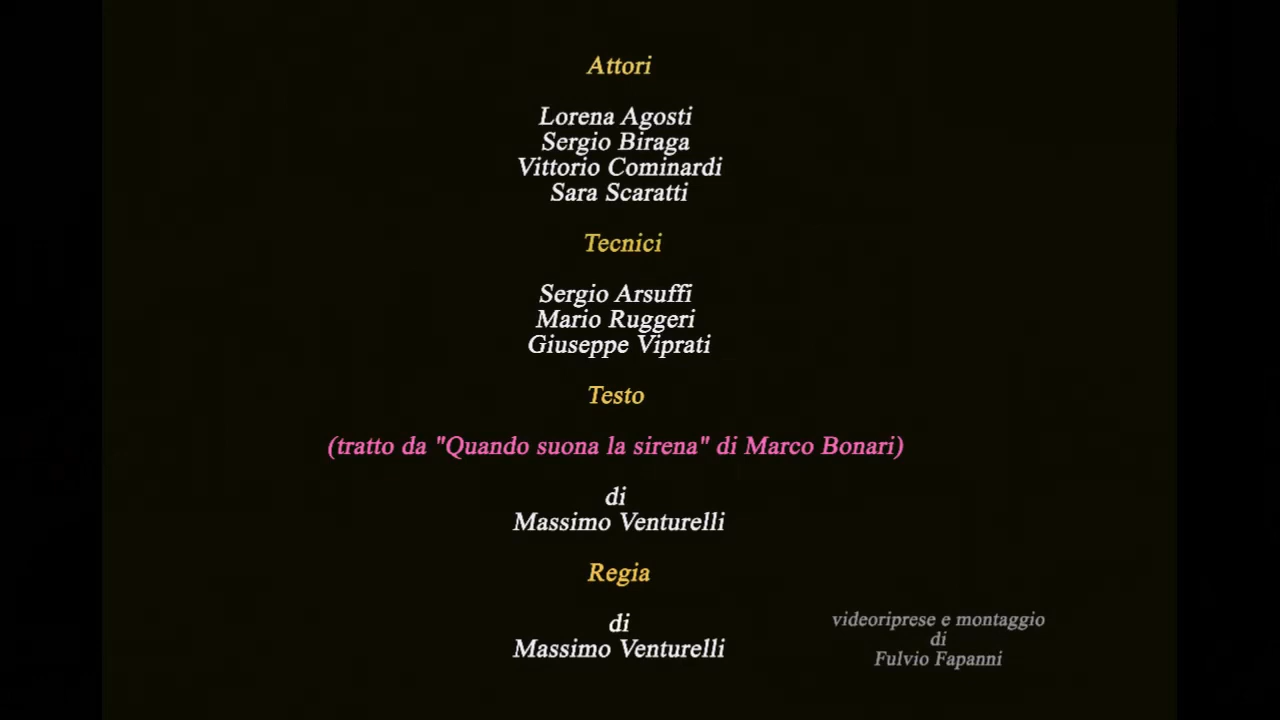 Attori
Lorena Agosti
Sergio Biraga
Vittorio Cominardi
Sara Scaratti
Tecnici
Sergio Arsuffi
Mario Ruggeri
Giuseppe Viprati
Testo
(tratto da "Quando suona la sirena" di Marco Bonari)
di
Massimo Venturelli
Regia
di
Massimo Venturelli
videoriprese e montaggio
di
Fulvio Fapanni